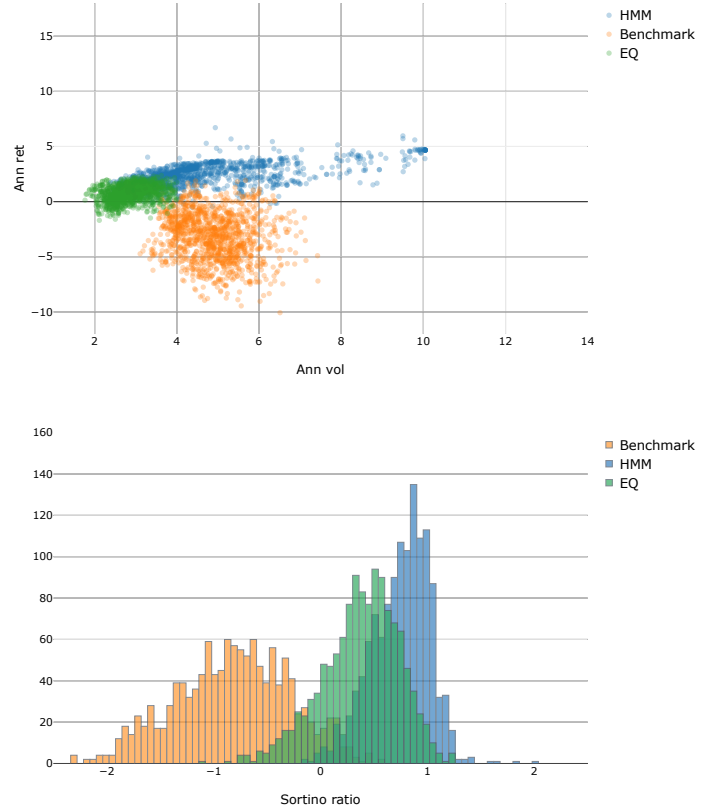 HMM
Benchmark
EQ
15
10
5
0
−5
−10
Ann ret
2 4 6 8 10 12 14
Ann vol
Benchmark
HMM
EQ
160
140
120
100
80
60
40
20
0
−2 −1 0 1 2
Sortino ratio